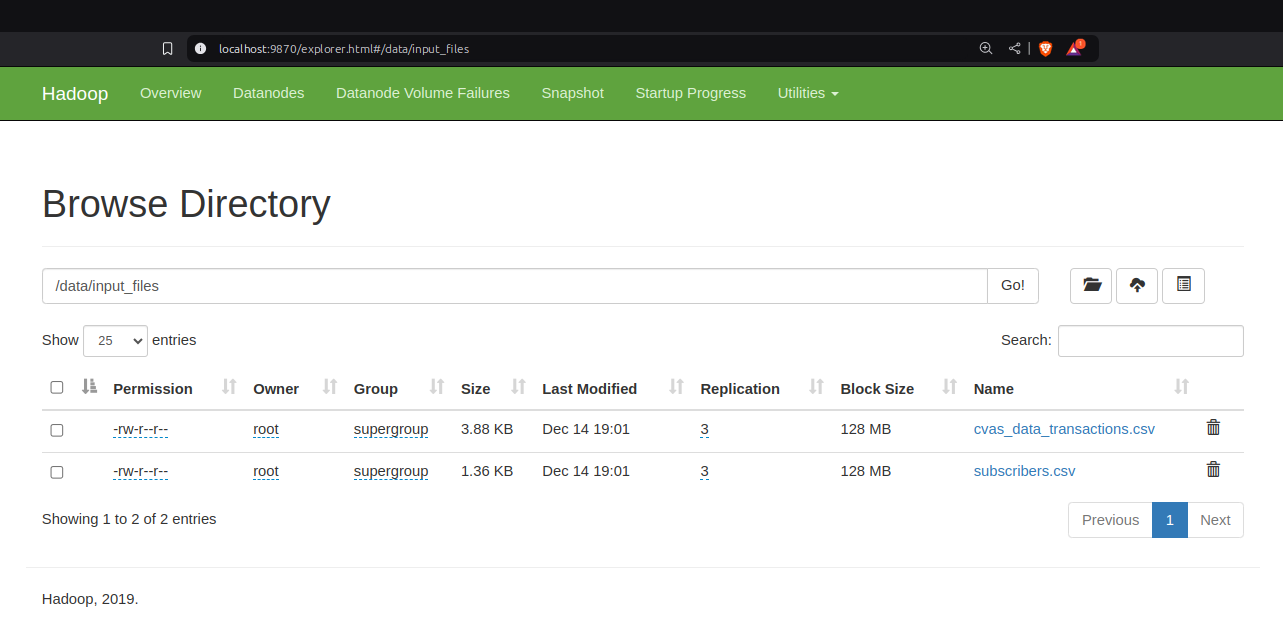 localhost:9870/explorer.html#/data/input_files
1
Hadoop Overview Datanodes Datanode Volume Failures Snapshot Startup Progress Utilities
Browse Directory
/data/input_files Go!
Show 25 entries Search:
Permission Owner Group Size Last Modified Replication Block Size Name
-rw-r--r-- root supergroup 3.88 KB Dec 14 19:01 3 128 MB cvas_data_transactions.csv
-rw-r--r-- root supergroup 1.36 KB Dec 14 19:01 3 128 MB subscribers.csv
Showing 1 to 2 of 2 entries Previous 1 Next
Hadoop, 2019.